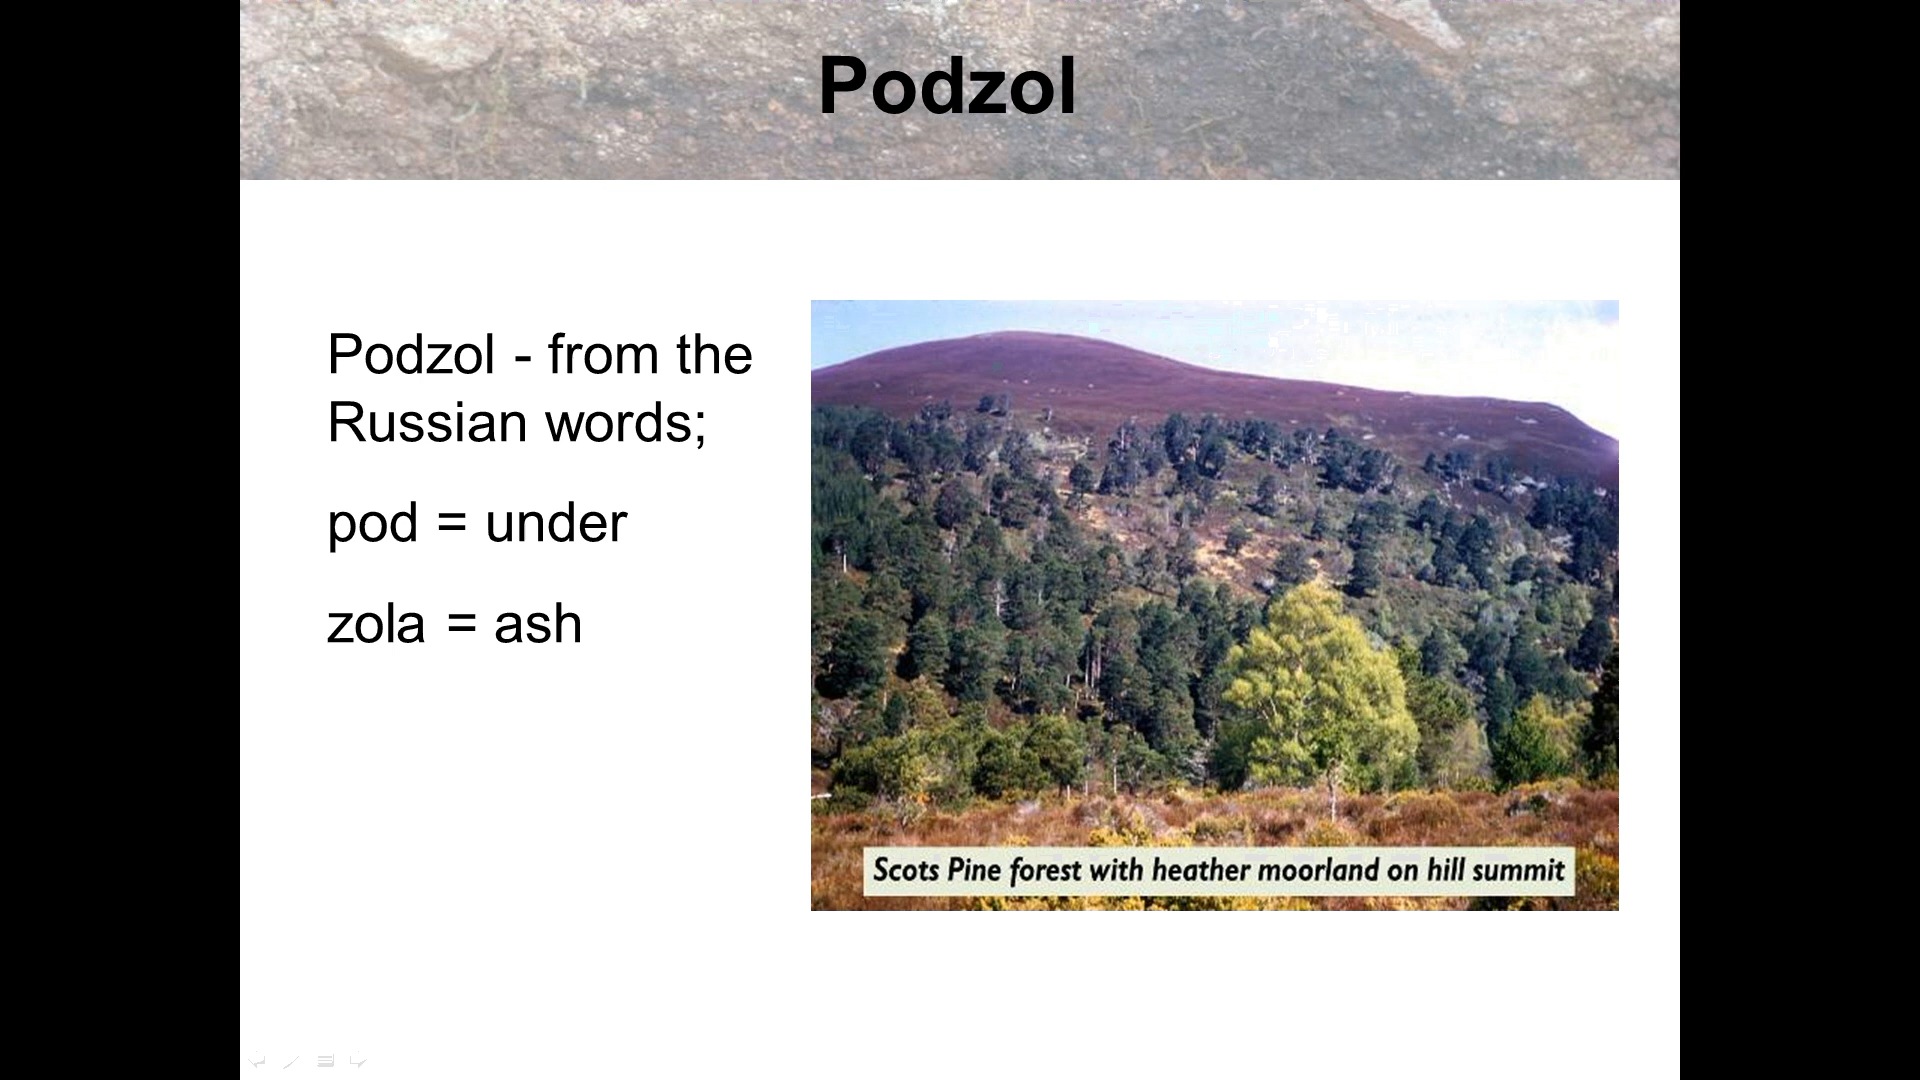 Podzol
Podzol - from the
Russian words;
pod = under
zola = ash
Scots Pine forest with heather moorland on hill summit